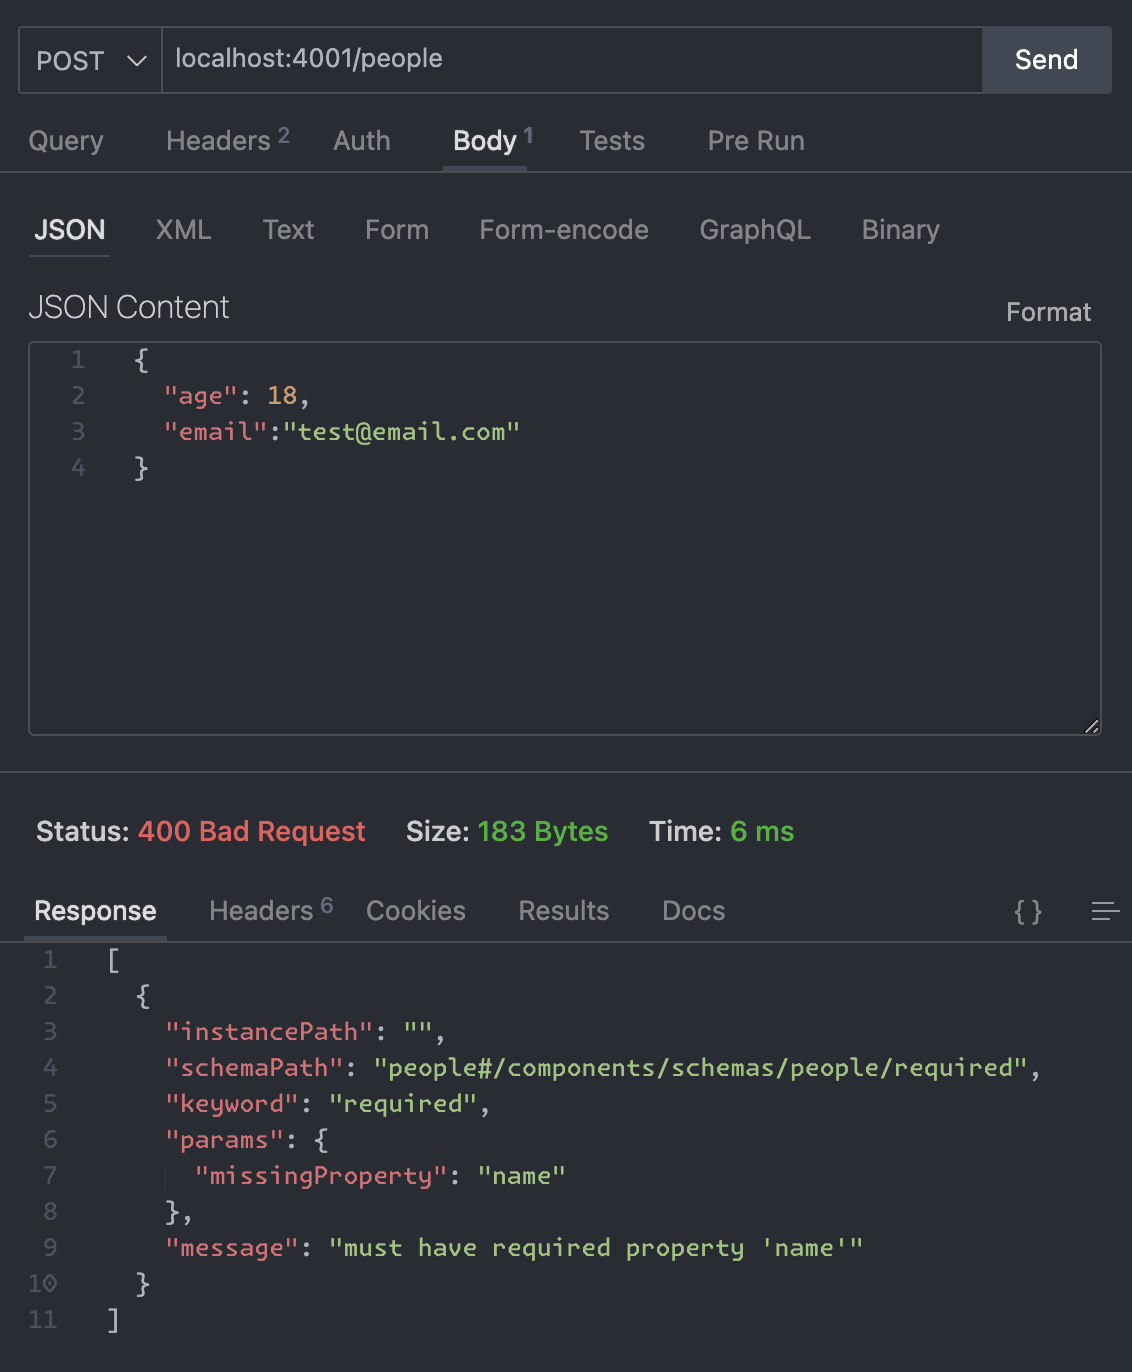 POST localhost:4001/people Send
Query Headers 2 Auth Body 1 Tests Pre Run
JSON XML Text Form Form-encode GraphQL Binary
JSON Content Format
1 {
2 "age": 18,
3 "email":"test@email.com"
4 }
Status: 400 Bad Request Size: 183 Bytes Time: 6 ms
Response Headers 6 Cookies Results Docs { }
1 [
2 {
3 "instancePath": "",
4 "schemaPath": "people#/components/schemas/people/required",
5 "keyword": "required",
6 "params": {
7 "missingProperty": "name"
8 },
9 "message": "must have required property 'name'"
10 }
11 ]